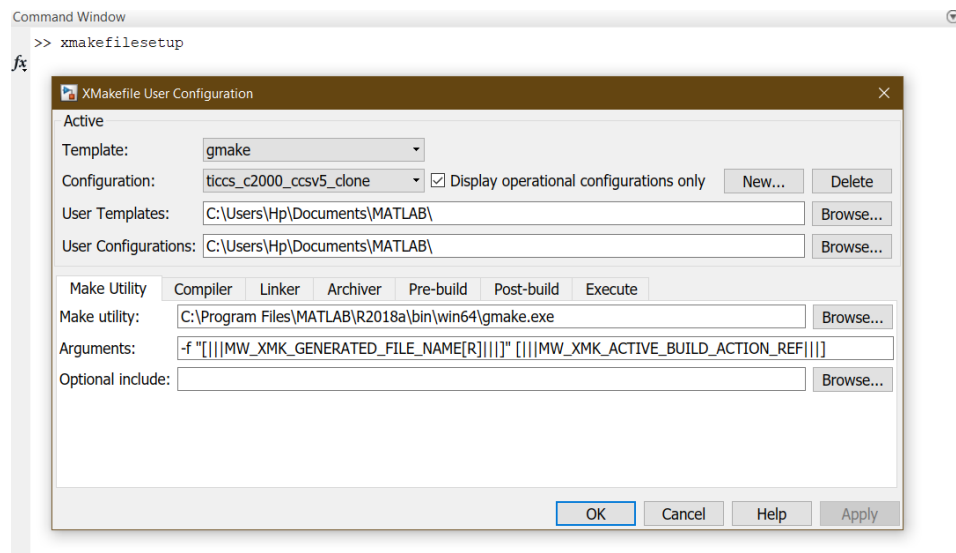 Command Window
>> xmakefilesetup
fx
XMakefile User Configuration
Active
Template: gmake
Configuration: ticcs_c2000_ccsv5_clone Display operational configurations only New... Delete
User Templates: C:\Users\Hp\Documents\MATLAB\ Browse...
User Configurations: C:\Users\Hp\Documents\MATLAB\ Browse...
Make Utility Compiler Linker Archiver Pre-build Post-build Execute
Make utility: C:\Program Files\MATLAB\R2018a\bin\win64\gmake.exe Browse...
Arguments: -f "[|||MW_XMK_GENERATED_FILE_NAME[R]|||]" [|||MW_XMK_ACTIVE_BUILD_ACTION_REF|||]
Optional include: Browse...
OK Cancel Help Apply